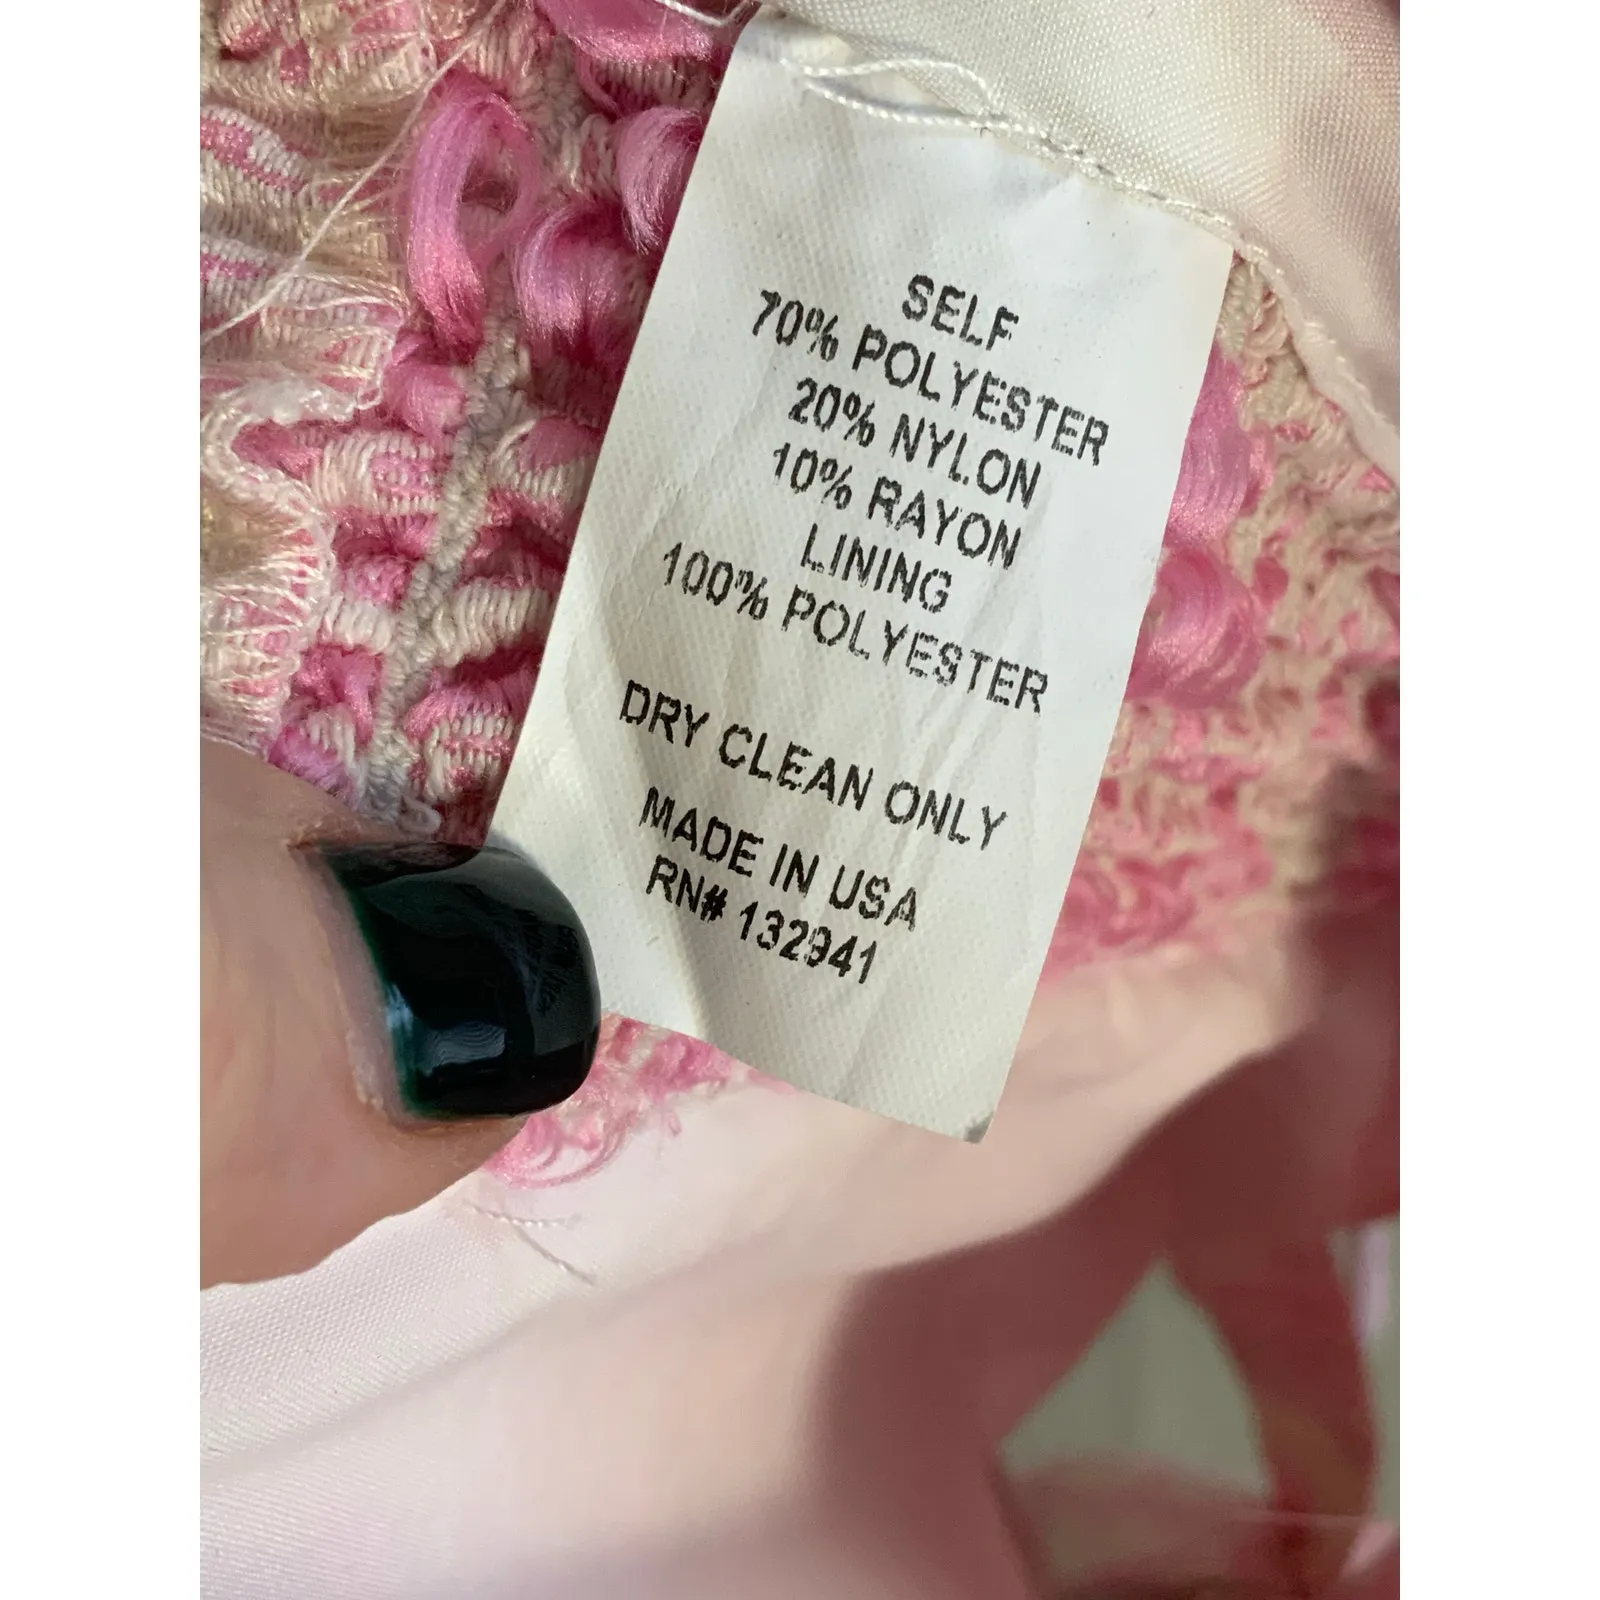 SELF
70% POLYESTER
20% NYLON
10% RAYON
LINING
100% POLYESTER
DRY CLEAN ONLY
MADE IN USA
RN# 132941